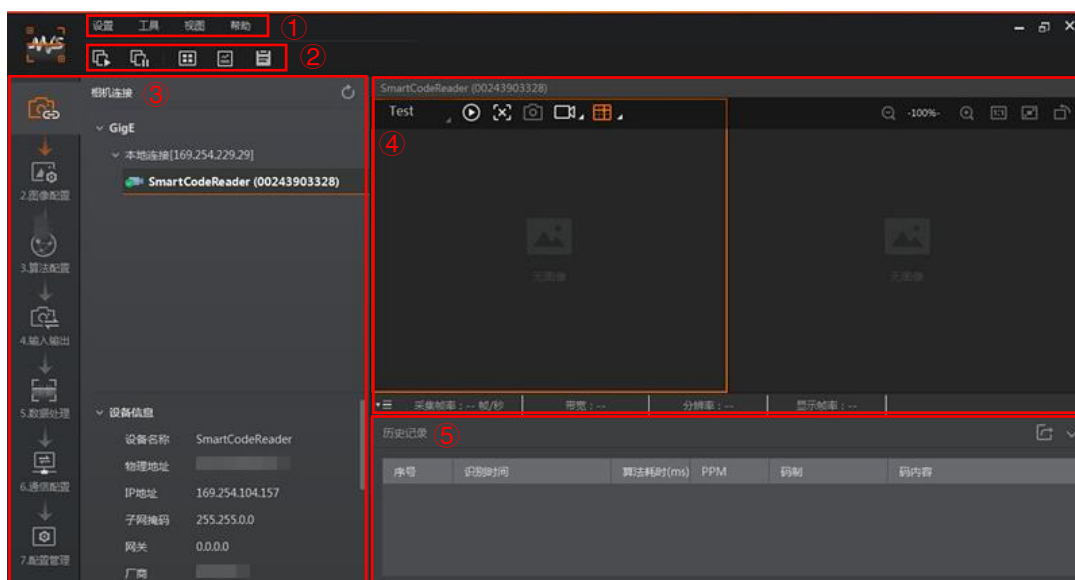 MVS
设置 工具 视图 帮助 ①
②
相机连接 ③
GigE
本地连接[169.254.229.29]
SmartCodeReader (00243903328)
2.图像配置
3.算法配置
4.输入输出
5.数据处理
6.通信配置
7.配置管理
设备信息
设备名称 SmartCodeReader
物理地址
IP地址 169.254.104.157
子网掩码 255.255.0.0
网关 0.0.0.0
厂商
SmartCodeReader (00243903328)
Test -100%- 1:1
④
无图像 无图像
采集帧率：-- 帧/秒 带宽：-- 分辨率：-- 显示帧率：--
历史记录 ⑤
序号 识别时间 算法耗时(ms) PPM 码制 码内容